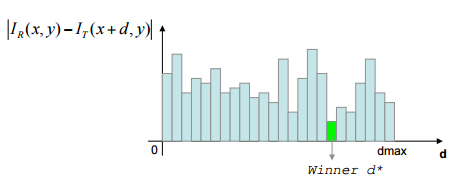 |I_R(x,y)−I_T(x+d,y)|
0
dmax
d
Winner d*